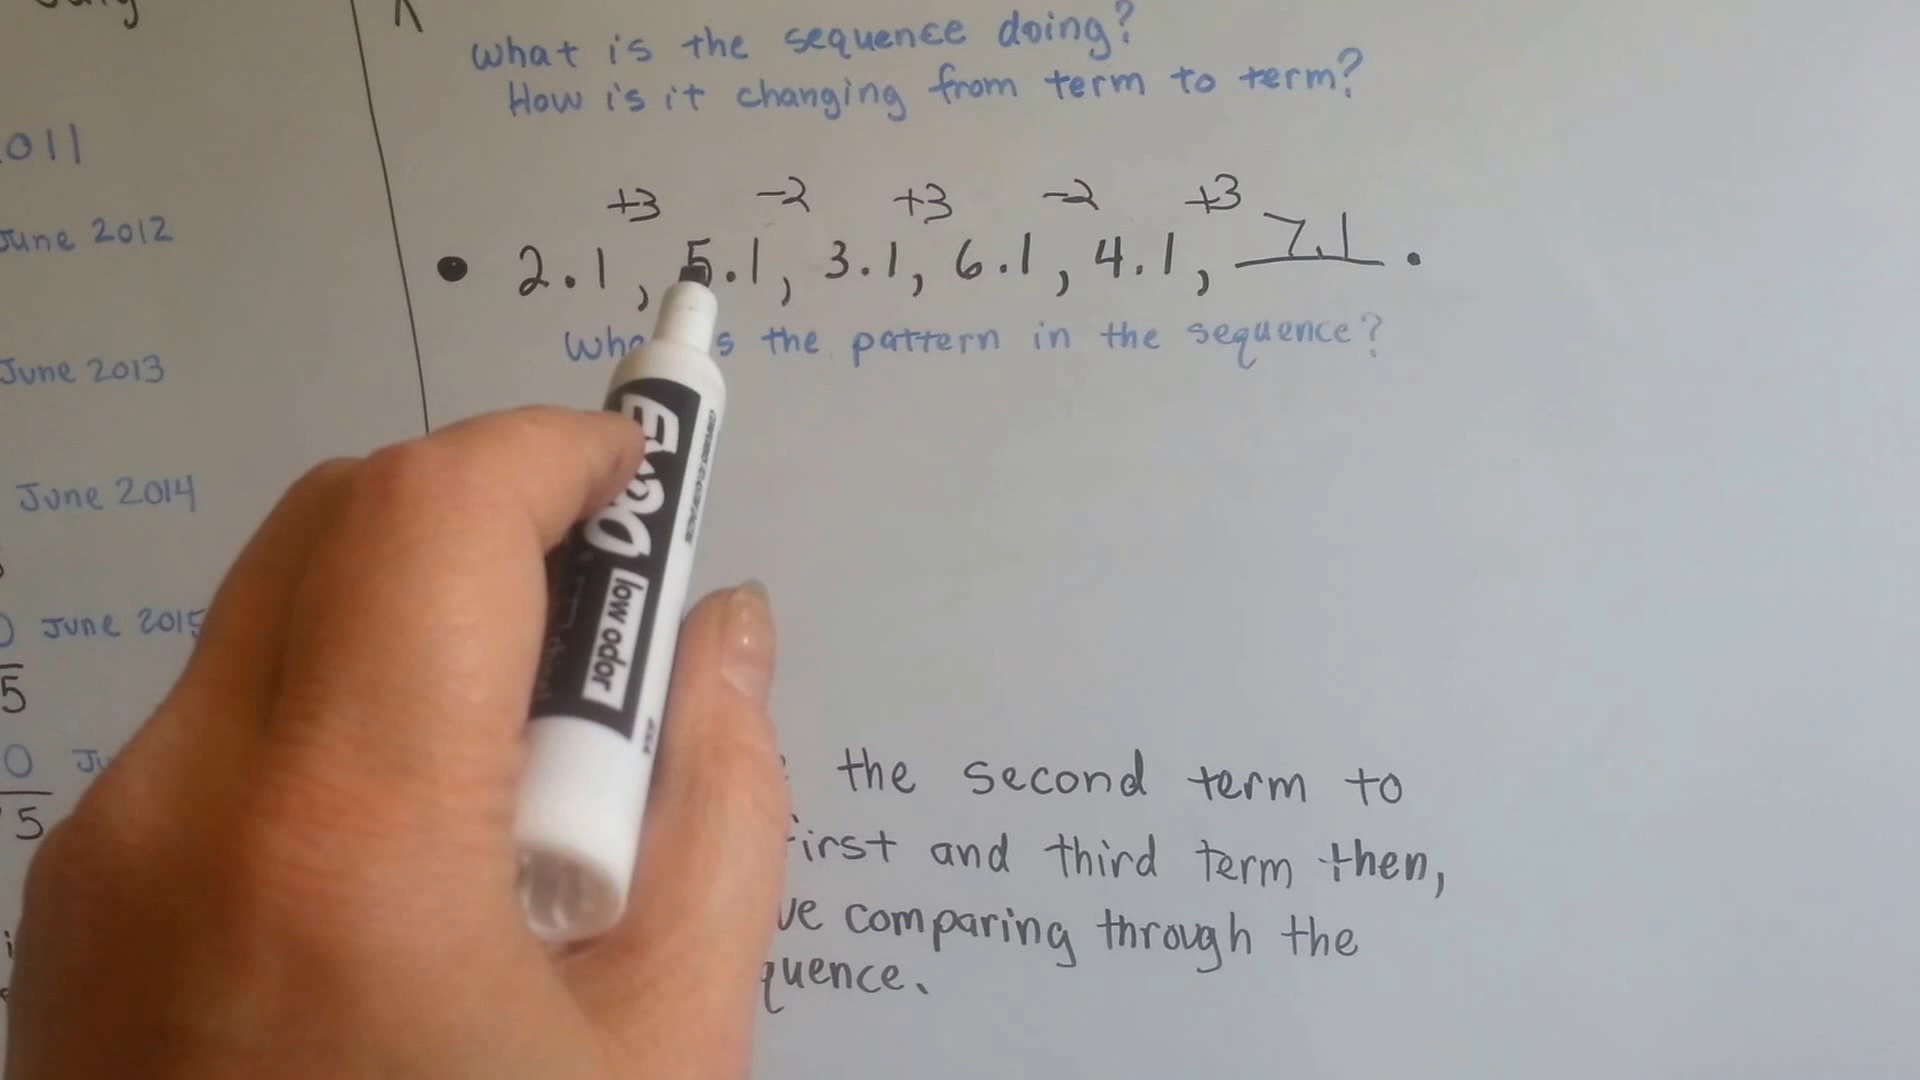 what is the sequence doing?
How is it changing from term to term?
011
June 2012
June 2013
June 2014
June 2015
5
0
5
+3 -2 +3 -2 +3
• 2.1, 5.1, 3.1, 6.1, 4.1, 7.1.
the pattern in the sequence?
EXPO
low odor
the second term to
first and third term then,
comparing through the
quence.